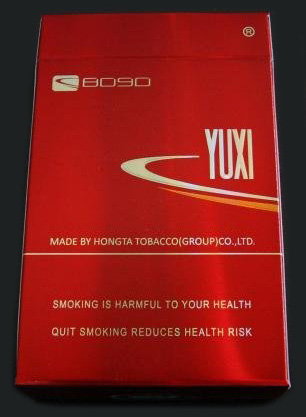 ®
8090
YUXI
MADE BY HONGTA TOBACCO(GROUP)CO.,LTD.
SMOKING IS HARMFUL TO YOUR HEALTH
QUIT SMOKING REDUCES HEALTH RISK